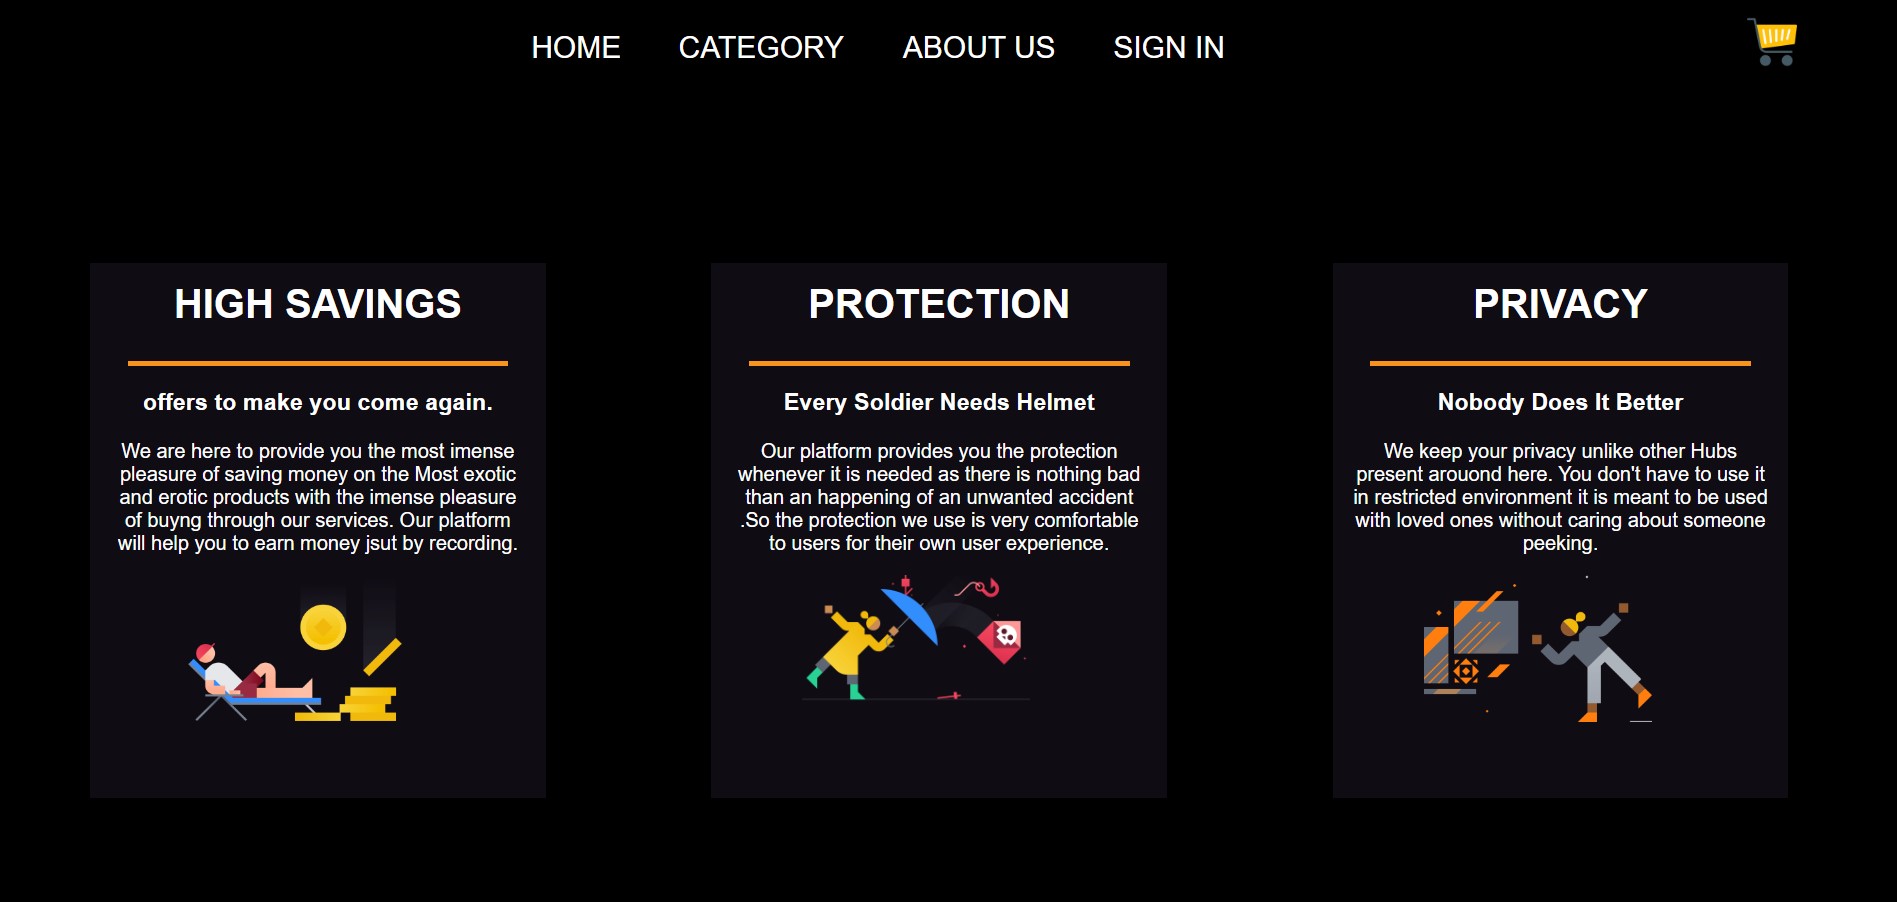 HOME CATEGORY ABOUT US SIGN IN
HIGH SAVINGS
offers to make you come again.
We are here to provide you the most imense
pleasure of saving money on the Most exotic
and erotic products with the imense pleasure
of buyng through our services. Our platform
will help you to earn money jsut by recording.
PROTECTION
Every Soldier Needs Helmet
Our platform provides you the protection
whenever it is needed as there is nothing bad
than an happening of an unwanted accident
.So the protection we use is very comfortable
to users for their own user experience.
PRIVACY
Nobody Does It Better
We keep your privacy unlike other Hubs
present arouond here. You don't have to use it
in restricted environment it is meant to be used
with loved ones without caring about someone
peeking.